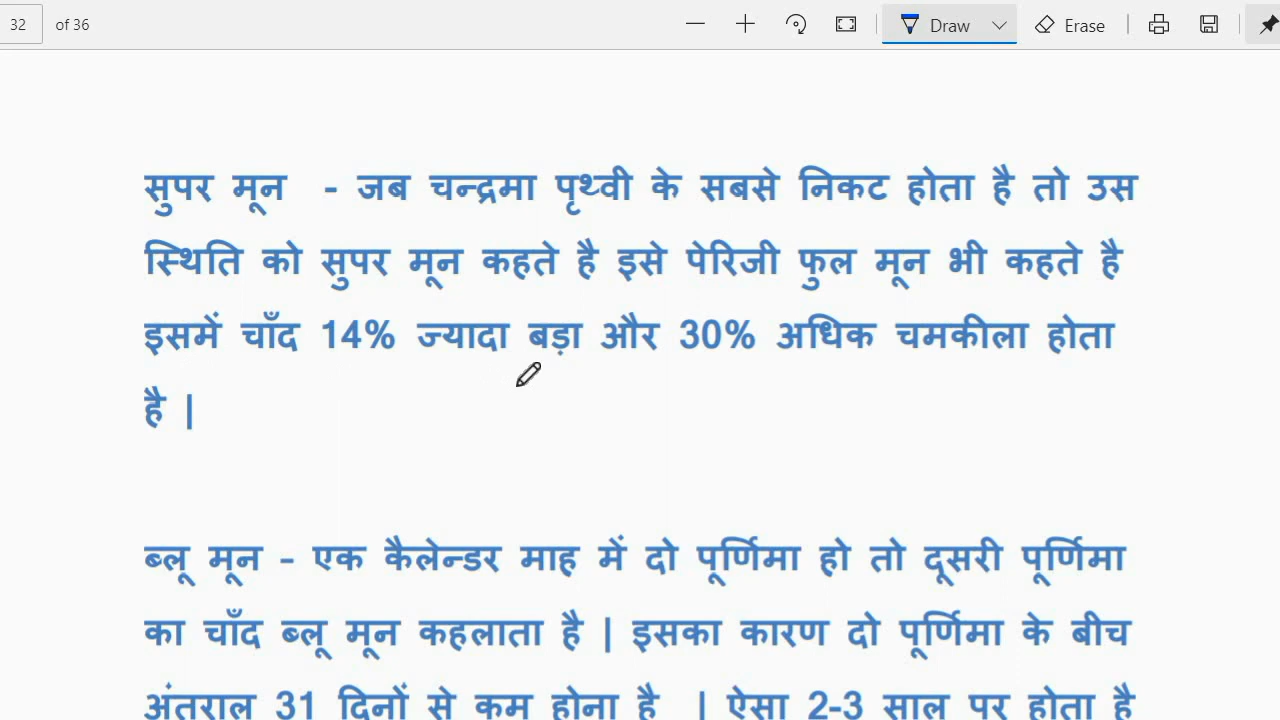 32 of 36 Draw Erase
सुपर मून - जब चन्द्रमा पृथ्वी के सबसे निकट होता है तो उस
स्थिति को सुपर मून कहते है इसे पेरिजी फुल मून भी कहते है
इसमें चाँद 14% ज्यादा बड़ा और 30% अधिक चमकीला होता
है |
ब्लू मून - एक कैलेन्डर माह में दो पूर्णिमा हो तो दूसरी पूर्णिमा
का चाँद ब्लू मून कहलाता है | इसका कारण दो पूर्णिमा के बीच
अंतराल 31 दिनों से कम होना है | ऐसा 2-3 साल पर होता है